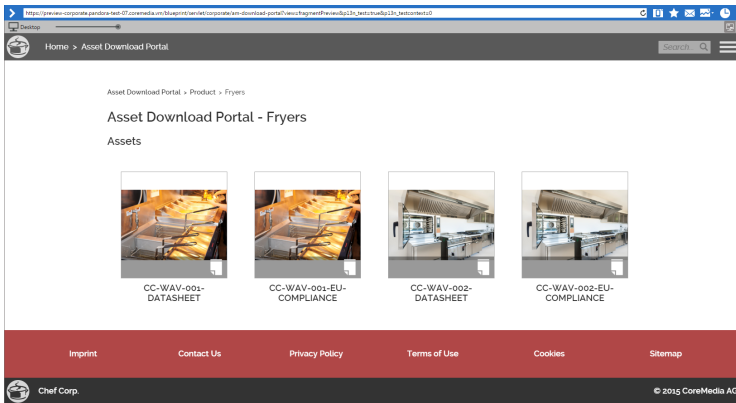 https://preview-corporate.pandora-test-07.coremedia.vm/blueprint/servlet/corporate/am-download-portal?view=fragmentPreview&p13n_test=true&p13n_testcontext=0
Desktop
Home > Asset Download Portal
Search
Asset Download Portal > Product > Fryers
Asset Download Portal - Fryers
Assets
CC-WAV-001-
DATASHEET
CC-WAV-001-EU-
COMPLIANCE
CC-WAV-002-
DATASHEET
CC-WAV-002-EU-
COMPLIANCE
Imprint
Contact Us
Privacy Policy
Terms of Use
Cookies
Sitemap
Chef Corp.
© 2015 CoreMedia AG